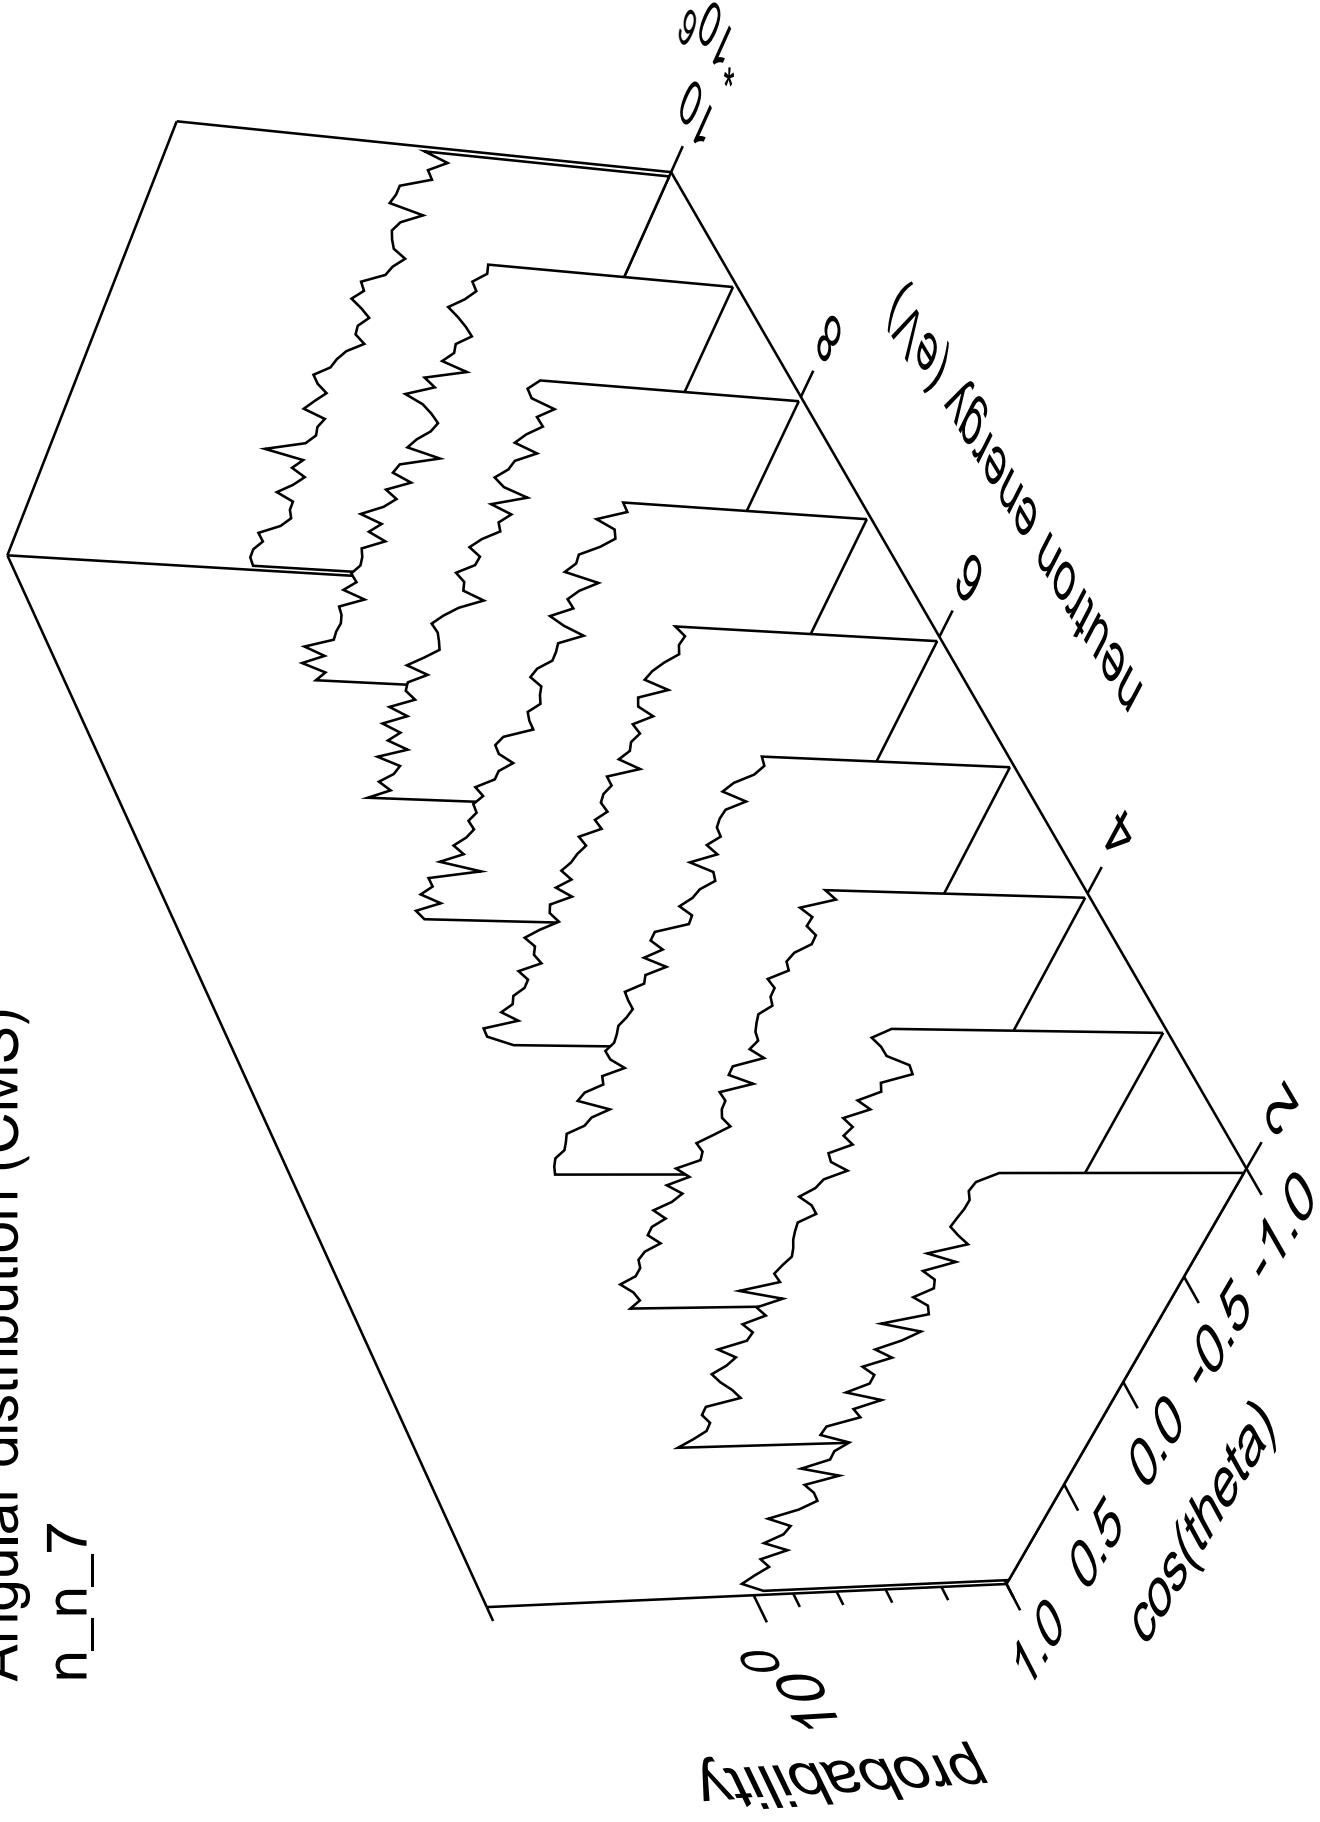 Angular distribution (CMS)
n_n_7
probability
10^0
1.0 0.5 0.0 -0.5 -1.0
cos(theta)
2 4 6 8 10
*10^6
neutron energy (eV)